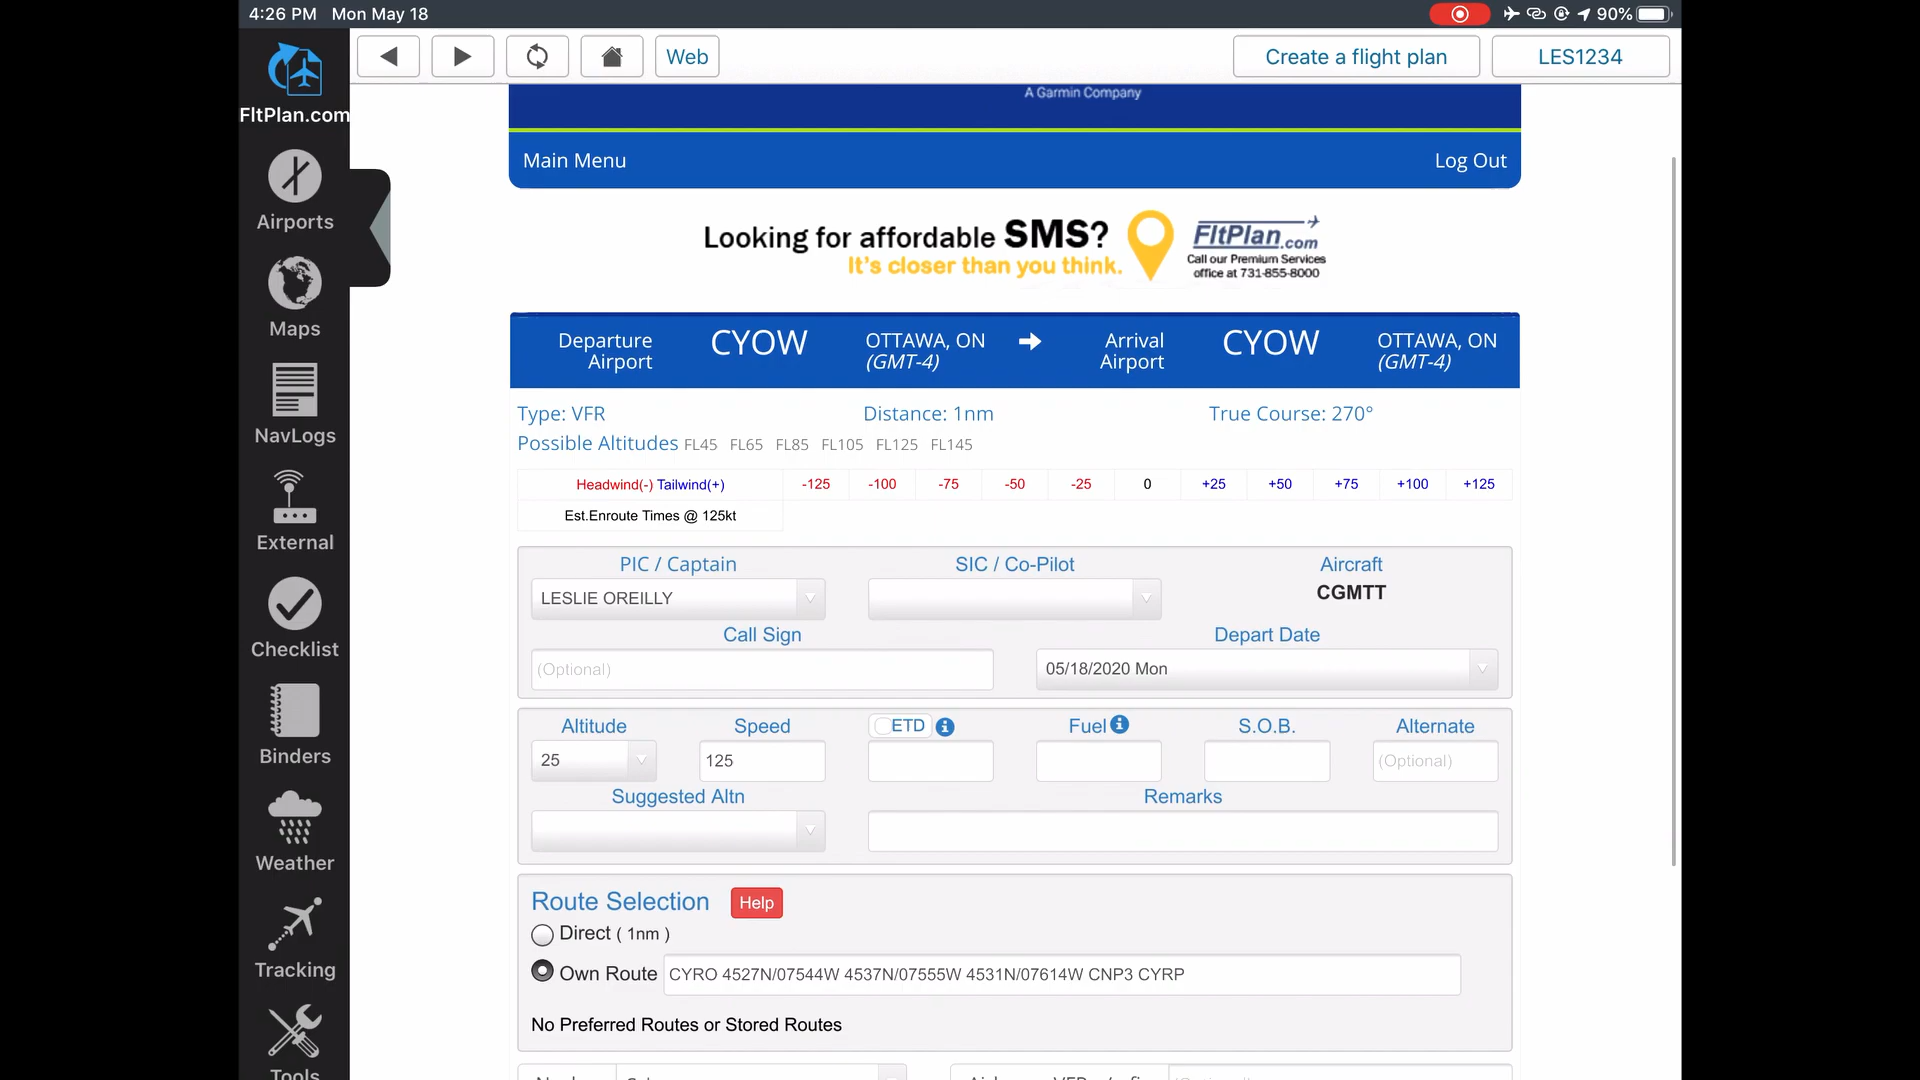 4:26 PM Mon May 18 90%
FltPlan.com
Airports
Maps
NavLogs
External
Checklist
Binders
Weather
Tracking
Tools
Web
Create a flight plan
LES1234
A Garmin Company
Main Menu Log Out
Looking for affordable SMS?
It's closer than you think.
FltPlan.com
Call our Premium Services
office at 731-855-8000
Departure Airport CYOW OTTAWA, ON (GMT-4) Arrival Airport CYOW OTTAWA, ON (GMT-4)
Type: VFR Distance: 1nm True Course: 270°
Possible Altitudes FL45 FL65 FL85 FL105 FL125 FL145
Headwind(-) Tailwind(+) -125 -100 -75 -50 -25 0 +25 +50 +75 +100 +125
Est.Enroute Times @ 125kt
PIC / Captain SIC / Co-Pilot Aircraft
LESLIE OREILLY CGMTT
Call Sign Depart Date
(Optional) 05/18/2020 Mon
Altitude Speed ETD Fuel S.O.B. Alternate
25 125 (Optional)
Suggested Altn Remarks
Route Selection Help
Direct ( 1nm )
Own Route CYRO 4527N/07544W 4537N/07555W 4531N/07614W CNP3 CYRP
No Preferred Routes or Stored Routes